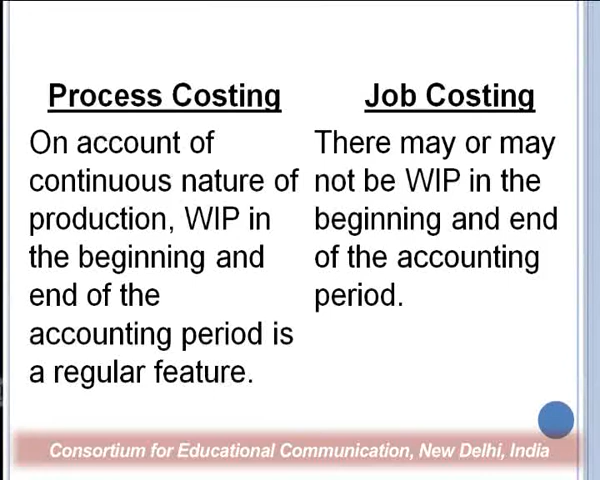 Process Costing
On account of
continuous nature of
production, WIP in
the beginning and
end of the
accounting period is
a regular feature.
Job Costing
There may or may
not be WIP in the
beginning and end
of the accounting
period.
Consortium for Educational Communication, New Delhi, India